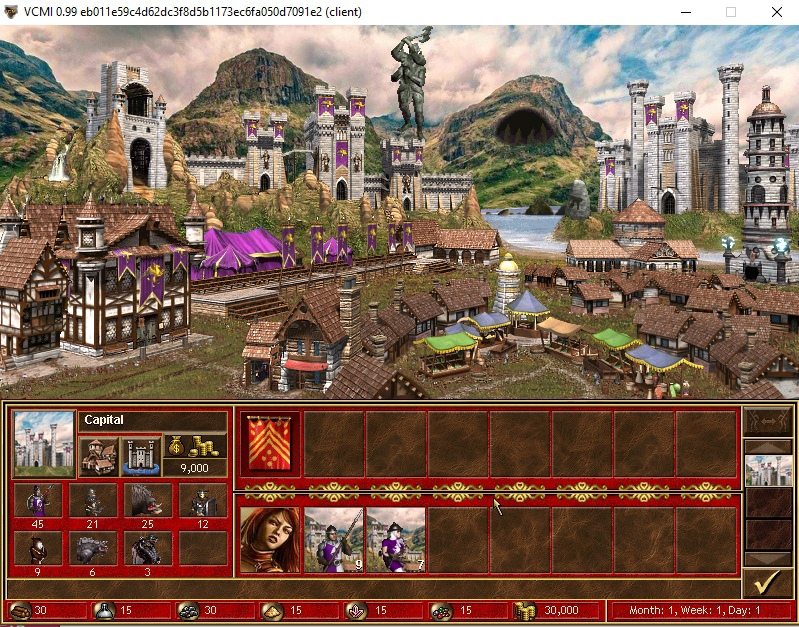 VCMI 0.99 eb011e59c4d62dc3f8d5b1173ec6fa050d7091e2 (client)
Capital
9,000
45 21 25 12
9 6 3
9 7
30 15 30 15 15 15 30,000 Month: 1, Week: 1, Day: 1